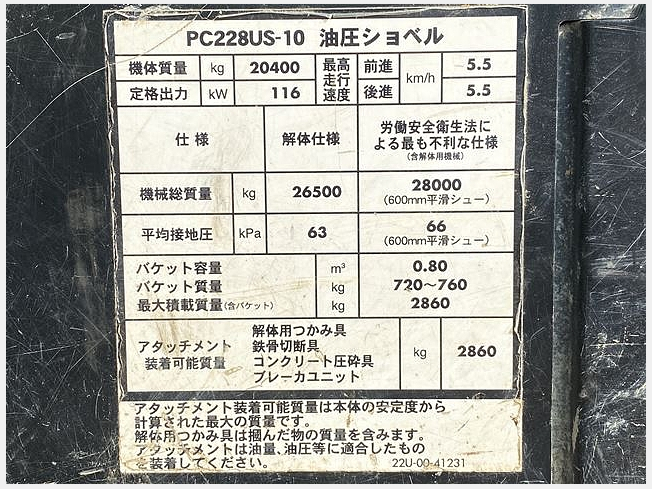 PC228US-10 油圧ショベル
機体質量 kg 20400 最高走行速度 前進 km/h 5.5
定格出力 kW 116 後進 5.5
仕様 解体仕様 労働安全衛生法に
よる最も不利な仕様
(含解体用機械)
機械総質量 kg 26500 28000
(600mm平滑シュー)
平均接地圧 kPa 63 66
(600mm平滑シュー)
バケット容量 m³ 0.80
バケット質量 kg 720～760
最大積載質量(含バケット) kg 2860
アタッチメント
装着可能質量
解体用つかみ具
鉄骨切断具
コンクリート圧砕具
ブレーカユニット
kg 2860
アタッチメント装着可能質量は本体の安定度から
計算された最大の質量です。
解体用つかみ具は掴んだ物の質量を含みます。
アタッチメントは油量、油圧等に適合したもの
を装着してください。
22U-00-41231